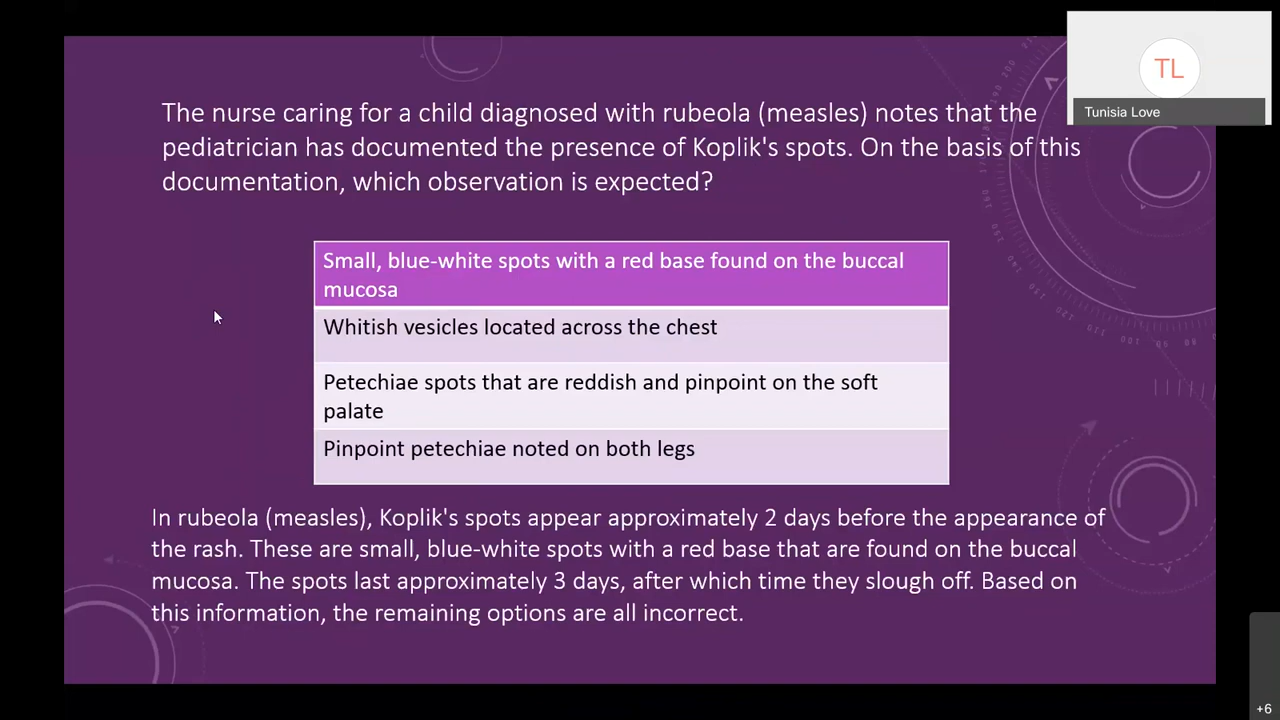 TL
Tunisia Love
The nurse caring for a child diagnosed with rubeola (measles) notes that the
pediatrician has documented the presence of Koplik's spots. On the basis of this
documentation, which observation is expected?
Small, blue-white spots with a red base found on the buccal
mucosa
Whitish vesicles located across the chest
Petechiae spots that are reddish and pinpoint on the soft
palate
Pinpoint petechiae noted on both legs
In rubeola (measles), Koplik's spots appear approximately 2 days before the appearance of
the rash. These are small, blue-white spots with a red base that are found on the buccal
mucosa. The spots last approximately 3 days, after which time they slough off. Based on
this information, the remaining options are all incorrect.
+6